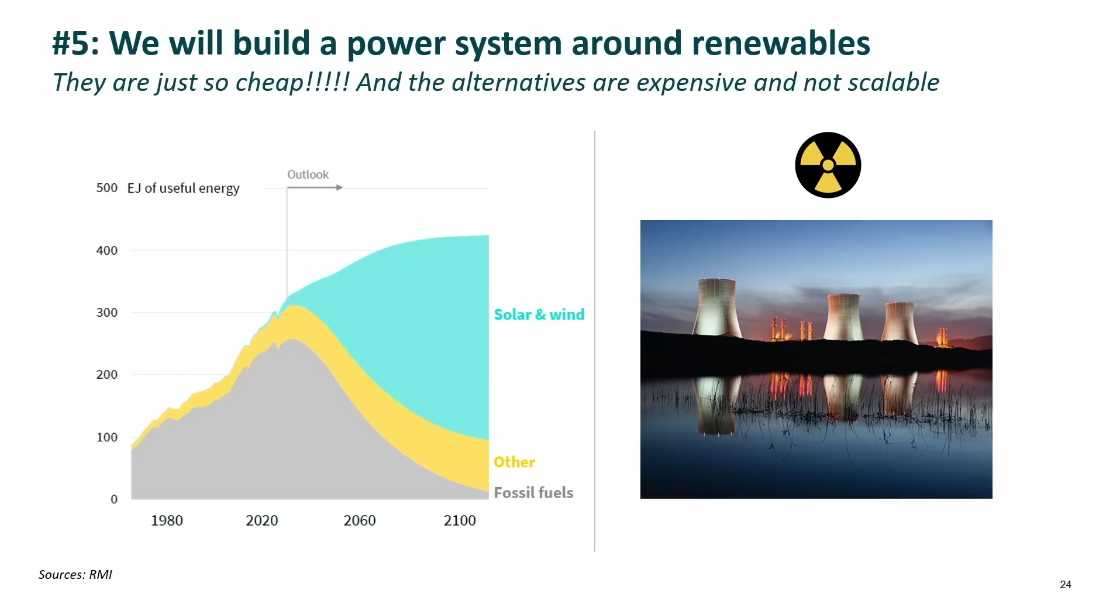 #5: We will build a power system around renewables
They are just so cheap!!!!! And the alternatives are expensive and not scalable
Outlook
500 EJ of useful energy
400
300
Solar & wind
200
100
Other
Fossil fuels
0
1980 2020 2060 2100
Sources: RMI
24